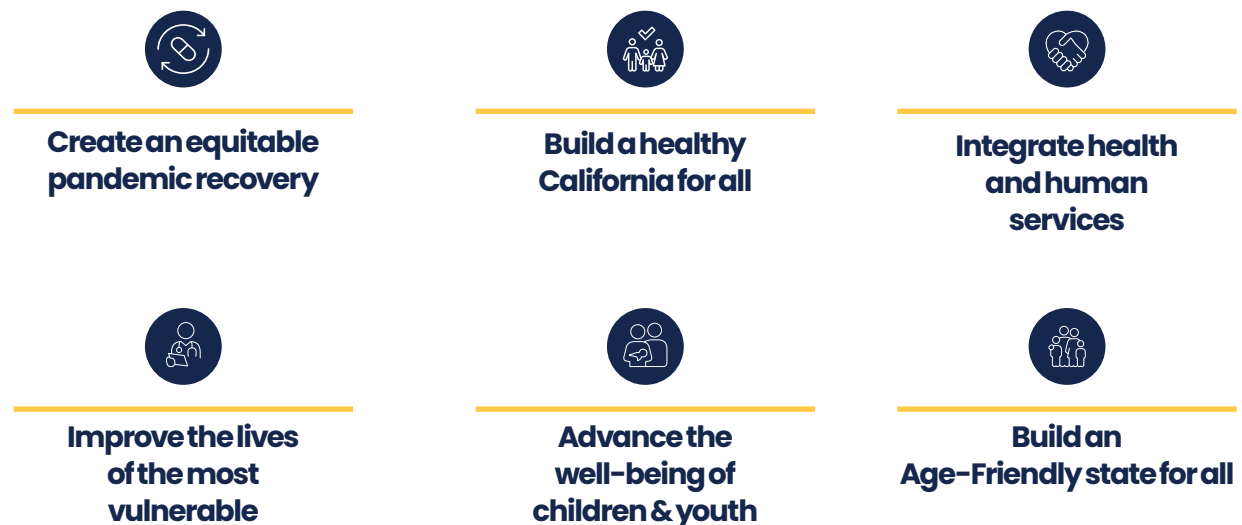 Create an equitable
pandemic recovery
Build a healthy
California for all
Integrate health
and human
services
Improve the lives
of the most
vulnerable
Advance the
well-being of
children & youth
Build an
Age-Friendly state for all